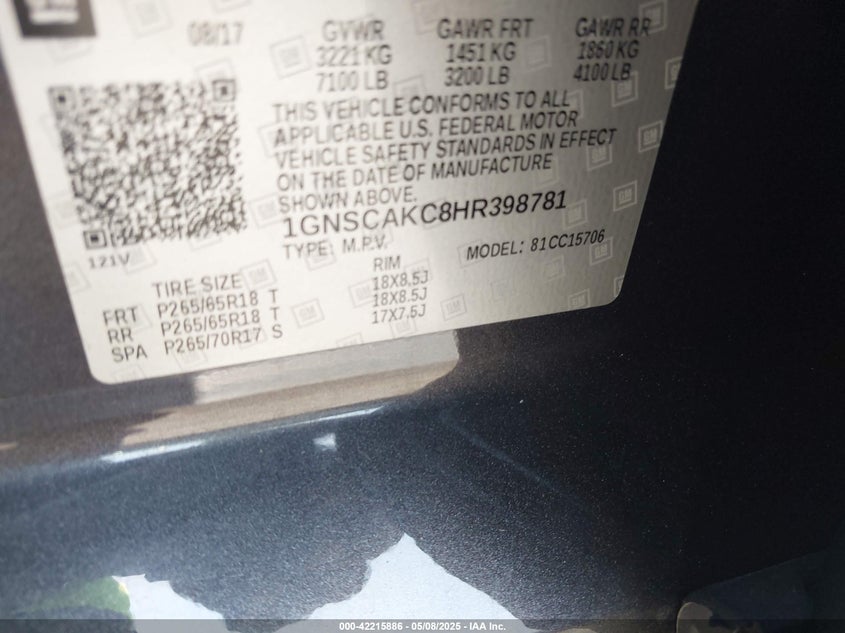 GM
08/17 GVWR GAWR FRT GAWR RR
3221 KG 1451 KG 1860 KG
7100 LB 3200 LB 4100 LB
THIS VEHICLE CONFORMS TO ALL
APPLICABLE U.S. FEDERAL MOTOR
VEHICLE SAFETY STANDARDS IN EFFECT
ON THE DATE OF MANUFACTURE
SHOWN ABOVE.
1GNSCAKC8HR398781
TYPE: M.P.V. MODEL: 81CC15706
121V
TIRE SIZE RIM
FRT P265/65R18 T 18X8.5J
RR P265/65R18 T 18X8.5J
SPA P265/70R17 S 17X7.5J
000-42215886 - 05/08/2025 - IAA Inc.